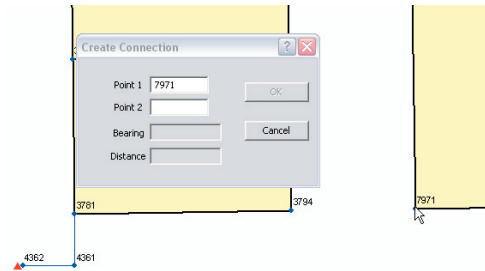 Create Connection
Point 1 7971
OK
Point 2
Bearing
Cancel
Distance
3781
3794
7971
4362
4361